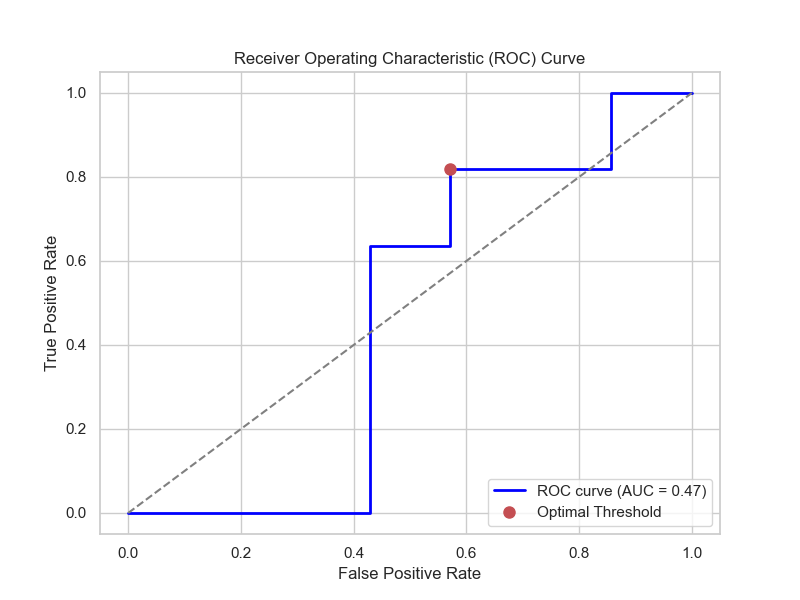 Receiver Operating Characteristic (ROC) Curve
True Positive Rate
1.0
0.8
0.6
0.4
0.2
0.0
ROC curve (AUC = 0.47)
Optimal Threshold
0.0 0.2 0.4 0.6 0.8 1.0
False Positive Rate